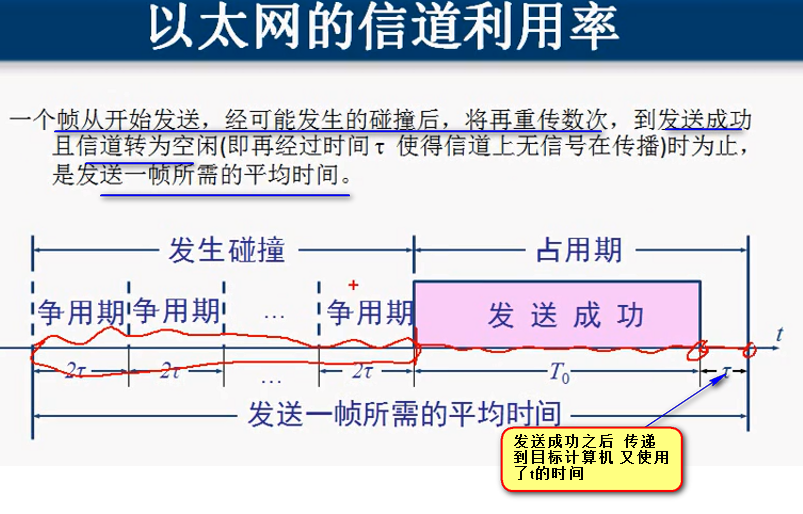 以太网的信道利用率
一个帧从开始发送，经可能发生的碰撞后，将再重传数次，到发送成功
且信道转为空闲(即再经过时间 τ 使得信道上无信号在传播)时为止，
是发送一帧所需的平均时间。
发生碰撞 占用期
争用期 争用期 … 争用期 发 送 成 功
t
2τ 2τ … 2τ T0 τ
发送一帧所需的平均时间
发送成功之后 传递
到目标计算机 又使用
了t的时间